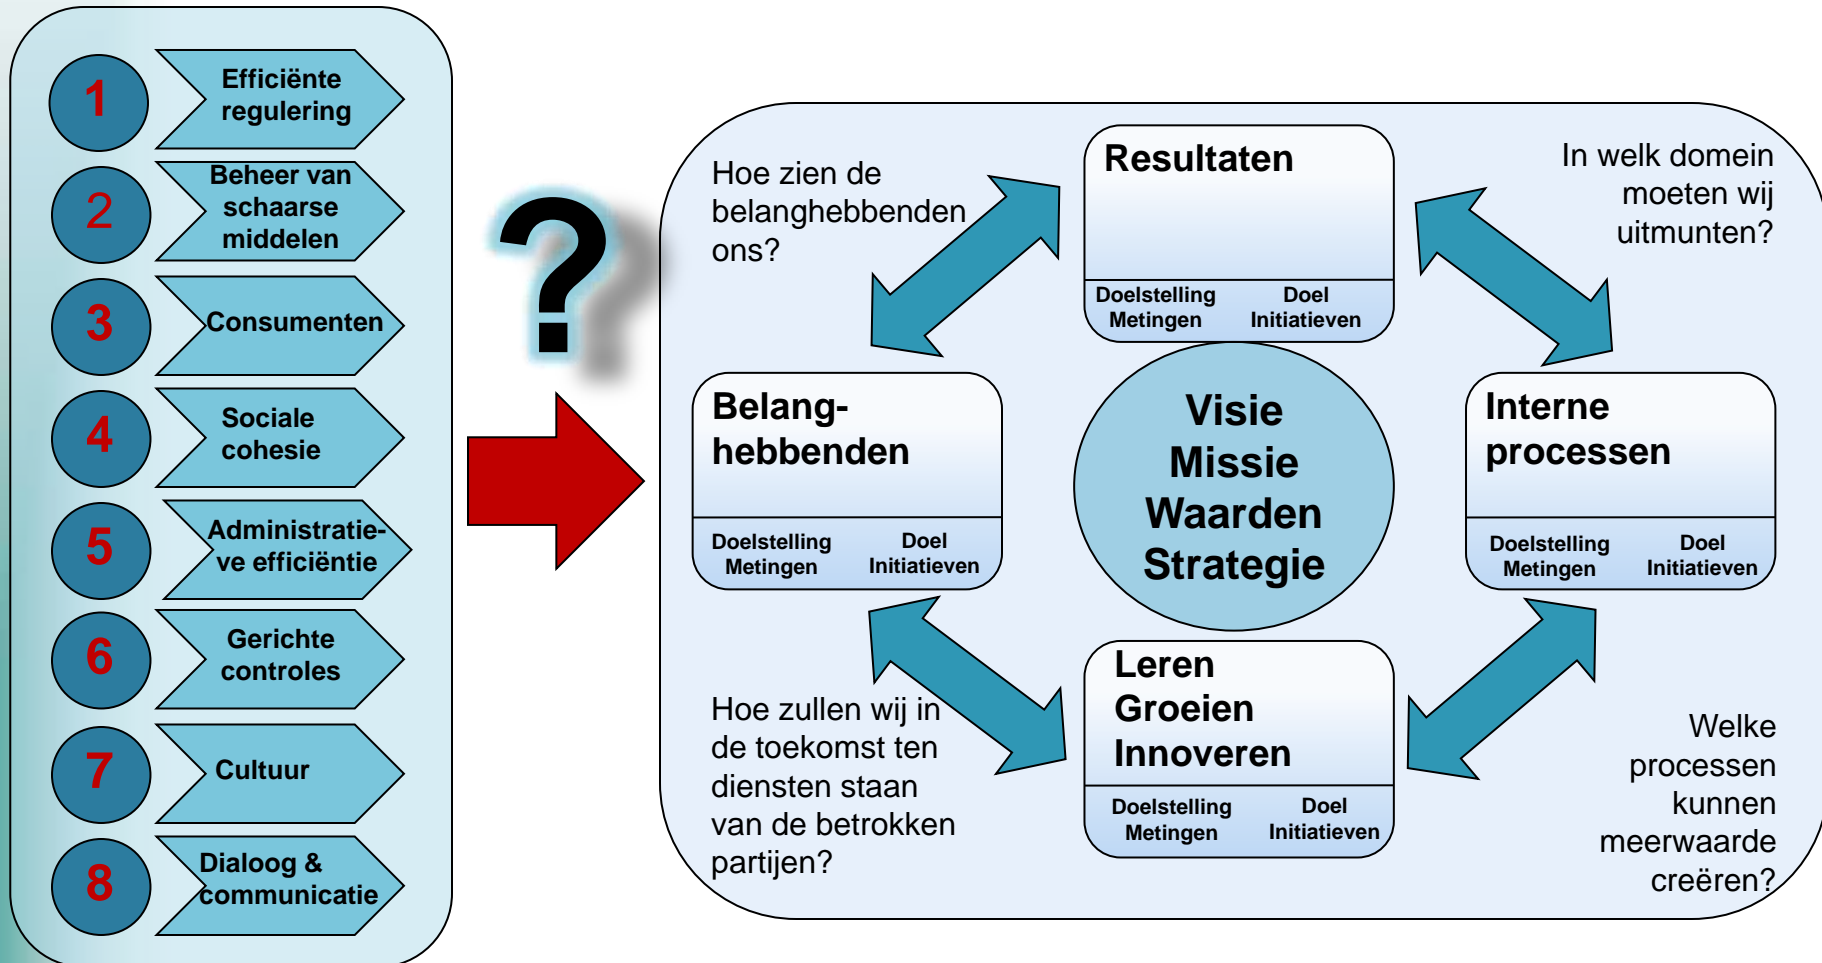 1
Efficiënte
regulering
2
Beheer van
schaarse
middelen
3
Consumenten
4
Sociale
cohesie
5
Administratie-
ve efficiëntie
6
Gerichte
controles
7
Cultuur
8
Dialoog &
communicatie
?
Hoe zien de
belanghebbenden
ons?
Resultaten
Doelstelling Doel
Metingen Initiatieven
In welk domein
moeten wij
uitmunten?
Belang-
hebbenden
Doelstelling Doel
Metingen Initiatieven
Visie
Missie
Waarden
Strategie
Interne
processen
Doelstelling Doel
Metingen Initiatieven
Hoe zullen wij in
de toekomst ten
diensten staan
van de betrokken
partijen?
Leren
Groeien
Innoveren
Doelstelling Doel
Metingen Initiatieven
Welke
processen
kunnen
meerwaarde
creëren?